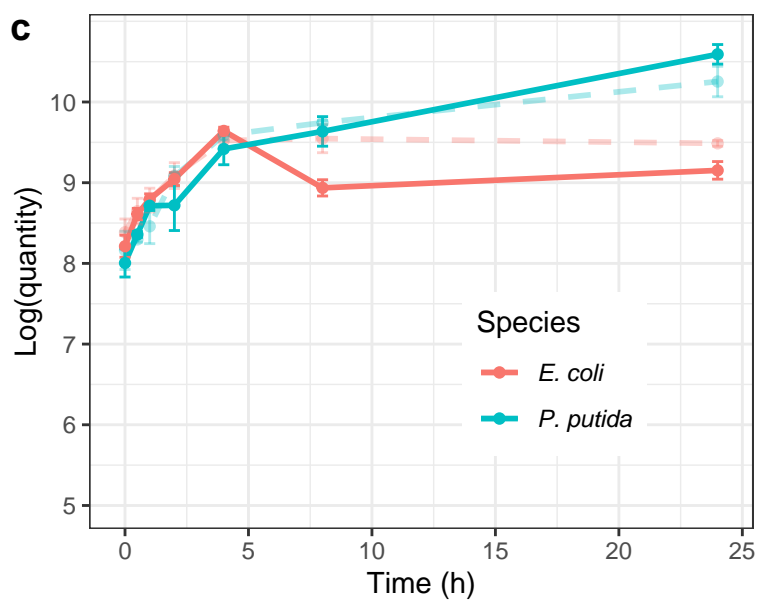 c
Log(quantity)
10
9
8
7
6
5
Species
E. coli
P. putida
0 5 10 15 20 25
Time (h)